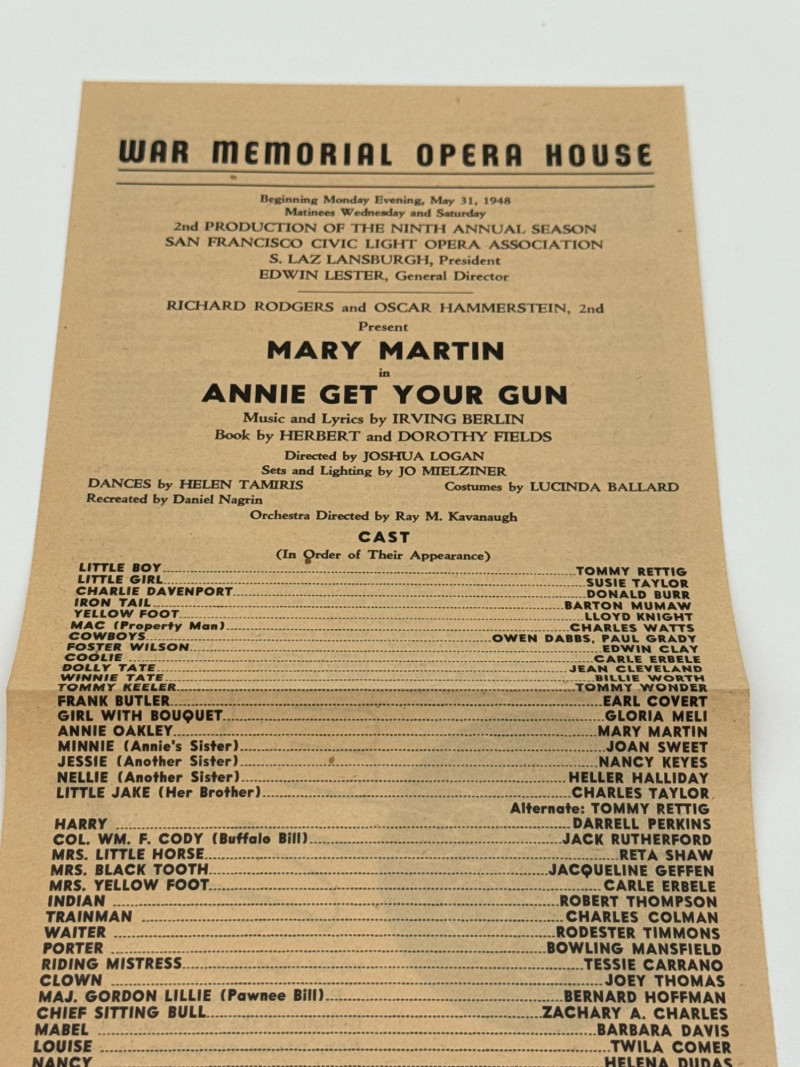 WAR MEMORIAL OPERA HOUSE
Beginning Monday Evening, May 31, 1948
Matinees Wednesday and Saturday
2nd PRODUCTION OF THE NINTH ANNUAL SEASON
SAN FRANCISCO CIVIC LIGHT OPERA ASSOCIATION
S. LAZ LANSBURGH, President
EDWIN LESTER, General Director
RICHARD RODGERS and OSCAR HAMMERSTEIN, 2nd
Present
MARY MARTIN
in
ANNIE GET YOUR GUN
Music and Lyrics by IRVING BERLIN
Book by HERBERT and DOROTHY FIELDS
Directed by JOSHUA LOGAN
Sets and Lighting by JO MIELZINER
DANCES by HELEN TAMIRIS Costumes by LUCINDA BALLARD
Recreated by Daniel Nagrin
Orchestra Directed by Ray M. Kavanaugh
CAST
(In Order of Their Appearance)
LITTLE BOY TOMMY RETTIG
LITTLE GIRL SUSIE TAYLOR
CHARLIE DAVENPORT DONALD BURR
IRON TAIL BARTON MUMAW
YELLOW FOOT LLOYD KNIGHT
MAC (Property Man) CHARLES WATTS
COWBOYS OWEN DABBS, PAUL GRADY
FOSTER WILSON EDWIN CLAY
COOLIE CARLE ERBELE
DOLLY TATE JEAN CLEVELAND
WINNIE TATE BILLIE WORTH
TOMMY KEELER TOMMY WONDER
FRANK BUTLER EARL COVERT
GIRL WITH BOUQUET GLORIA MELI
ANNIE OAKLEY MARY MARTIN
MINNIE (Annie's Sister) JOAN SWEET
JESSIE (Another Sister) NANCY KEYES
NELLIE (Another Sister) HELLER HALLIDAY
LITTLE JAKE (Her Brother) CHARLES TAYLOR
Alternate: TOMMY RETTIG
HARRY DARRELL PERKINS
COL. WM. F. CODY (Buffalo Bill) JACK RUTHERFORD
MRS. LITTLE HORSE RETA SHAW
MRS. BLACK TOOTH JACQUELINE GEFFEN
MRS. YELLOW FOOT CARLE ERBELE
INDIAN ROBERT THOMPSON
TRAINMAN CHARLES COLMAN
WAITER RODESTER TIMMONS
PORTER BOWLING MANSFIELD
RIDING MISTRESS TESSIE CARRANO
CLOWN JOEY THOMAS
MAJ. GORDON LILLIE (Pawnee Bill) BERNARD HOFFMAN
CHIEF SITTING BULL ZACHARY A. CHARLES
MABEL BARBARA DAVIS
LOUISE TWILA COMER
NANCY HELENA DUDAS